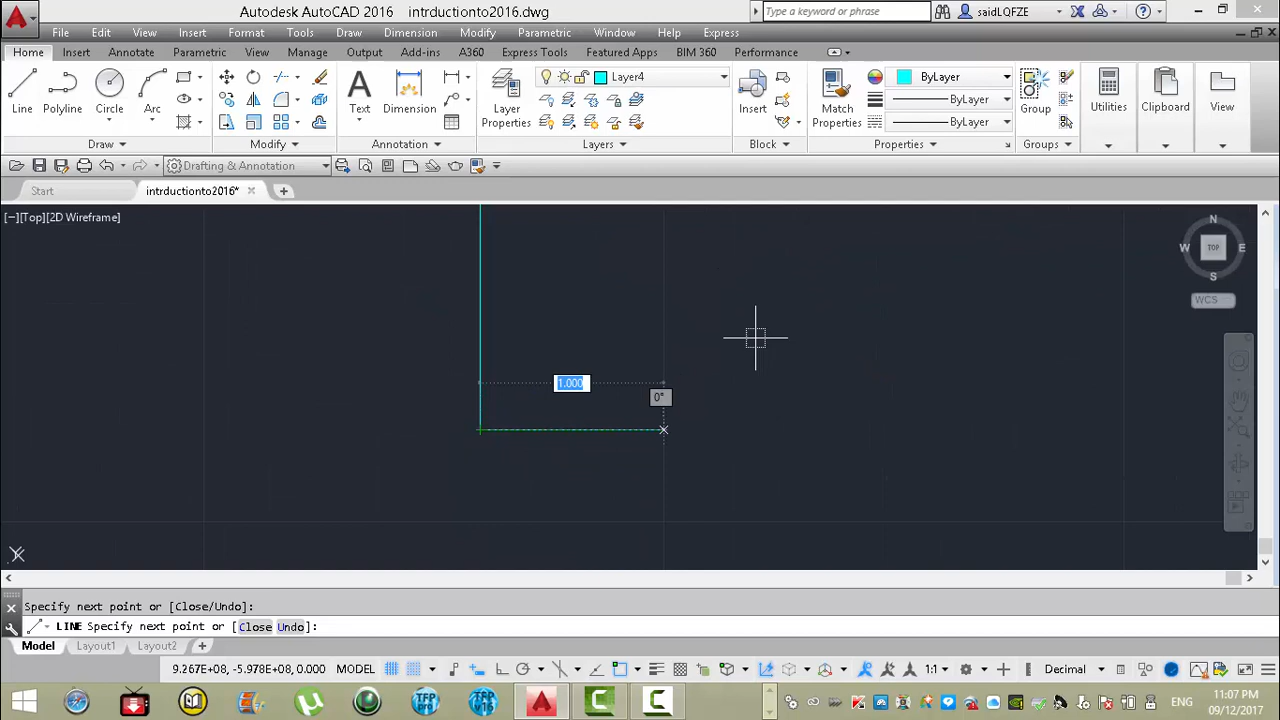 Autodesk AutoCAD 2016 intrductionto2016.dwg
Type a keyword or phrase
saidLQFZE
File Edit View Insert Format Tools Draw Dimension Modify Parametric Window Help Express
Home Insert Annotate Parametric View Manage Output Add-ins A360 Express Tools Featured Apps BIM 360 Performance
Line Polyline Circle Arc
Text Dimension
Layer Properties
Layer4
Insert
Match Properties
ByLayer
ByLayer
ByLayer
Group
Utilities
Clipboard
View
Draw Modify Annotation Layers Block Properties Groups
Drafting & Annotation
Start intrductionto2016*
[−][Top][2D Wireframe]
N
W TOP E
S
WCS
1.000
0°
Specify next point or [Close/Undo]:
LINE Specify next point or [Close Undo]:
Model Layout1 Layout2
9.267E+08, -5.978E+08, 0.000 MODEL 1:1 Decimal
TFP pro
TFP v16
ENG
11:07 PM
09/12/2017